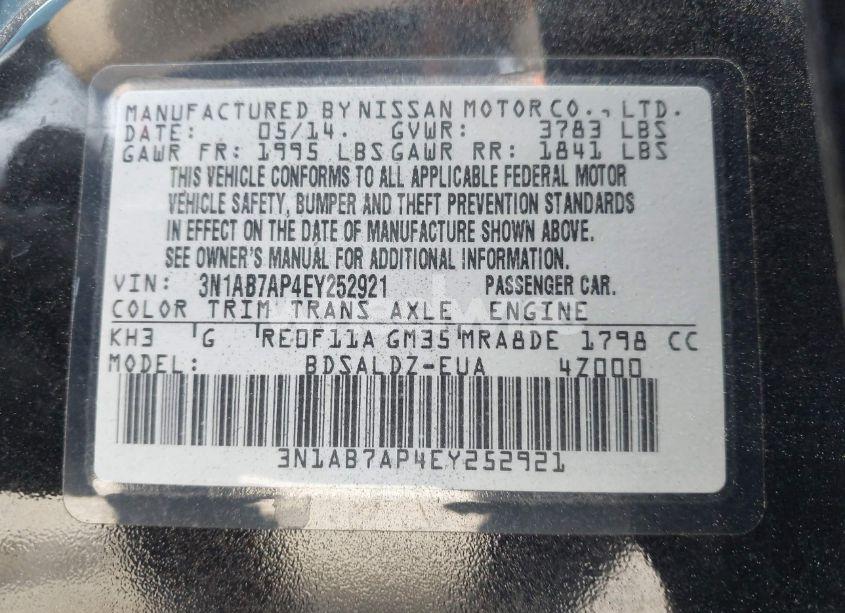 MANUFACTURED BY NISSAN MOTOR CO., LTD.
DATE: 05/14. GVWR: 3783 LBS
GAWR FR: 1995 LBS GAWR RR: 1841 LBS
THIS VEHICLE CONFORMS TO ALL APPLICABLE FEDERAL MOTOR
VEHICLE SAFETY, BUMPER AND THEFT PREVENTION STANDARDS
IN EFFECT ON THE DATE OF MANUFACTURE SHOWN ABOVE.
SEE OWNER'S MANUAL FOR ADDITIONAL INFORMATION.
VIN: 3N1AB7AP4EY252921 PASSENGER CAR.
COLOR TRIM TRANS AXLE ENGINE
KH3 G RE0F11A GM35 MRA8DE 1798 CC
MODEL: BDSALDZ-EUA 4Z000
3N1AB7AP4EY252921